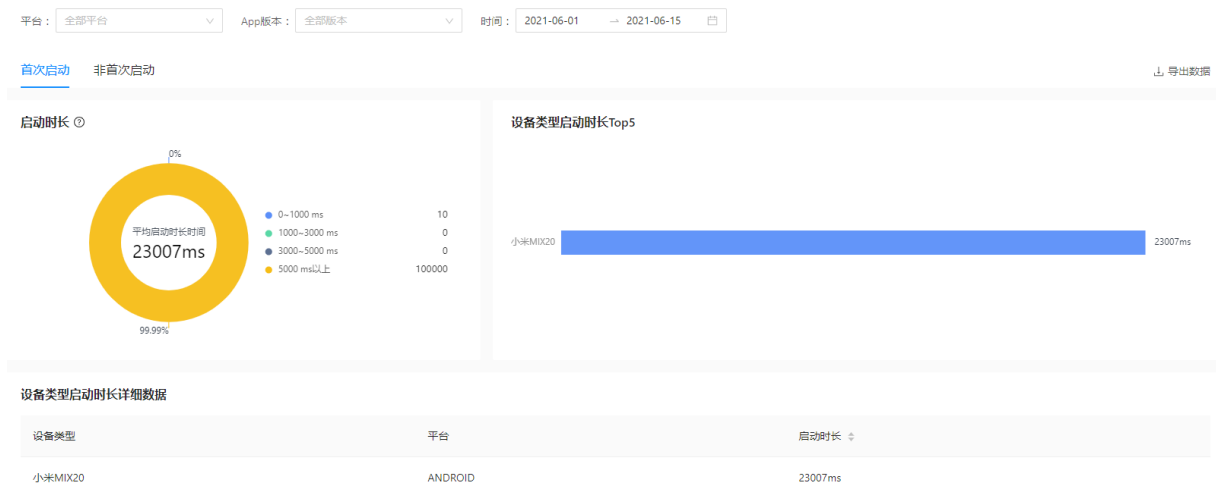 平台： 全部平台 App版本： 全部版本 时间： 2021-06-01 → 2021-06-15
首次启动 非首次启动 导出数据
启动时长 设备类型启动时长Top5
0%
0~1000 ms 10
平均启动时长时间 1000~3000 ms 0
23007ms 3000~5000 ms 0
小米MIX20 23007ms
5000 ms以上 100000
99.99%
设备类型启动时长详细数据
设备类型 平台 启动时长
小米MIX20 ANDROID 23007ms